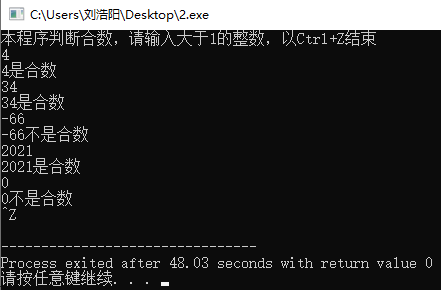 C:\Users\刘浩阳\Desktop\2.exe
本程序判断合数，请输入大于1的整数，以Ctrl+Z结束
4
4是合数
34
34是合数
-66
-66不是合数
2021
2021是合数
0
0不是合数
^Z
--------------------------------
Process exited after 48.03 seconds with return value 0
请按任意键继续. . .